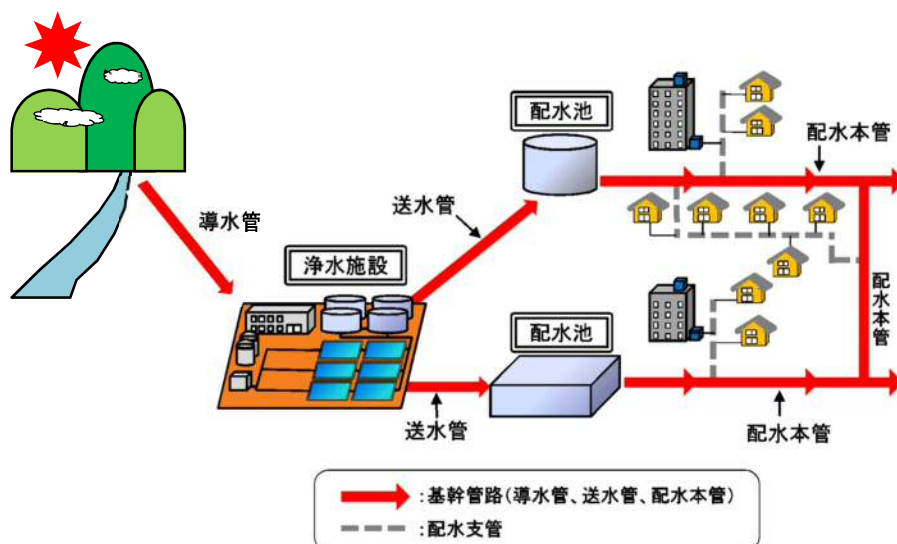 配水池
配水本管
送水管
導水管
浄水施設
配水本管
配水池
送水管
配水本管
:基幹管路(導水管、送水管、配水本管)
:配水支管